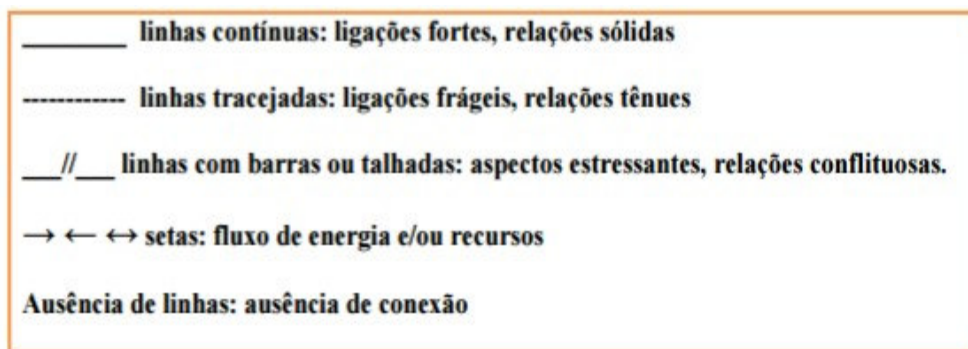 ________ linhas contínuas: ligações fortes, relações sólidas
------------ linhas tracejadas: ligações frágeis, relações tênues
___//___ linhas com barras ou talhadas: aspectos estressantes, relações conflituosas.
→ ← ↔ setas: fluxo de energia e/ou recursos
Ausência de linhas: ausência de conexão